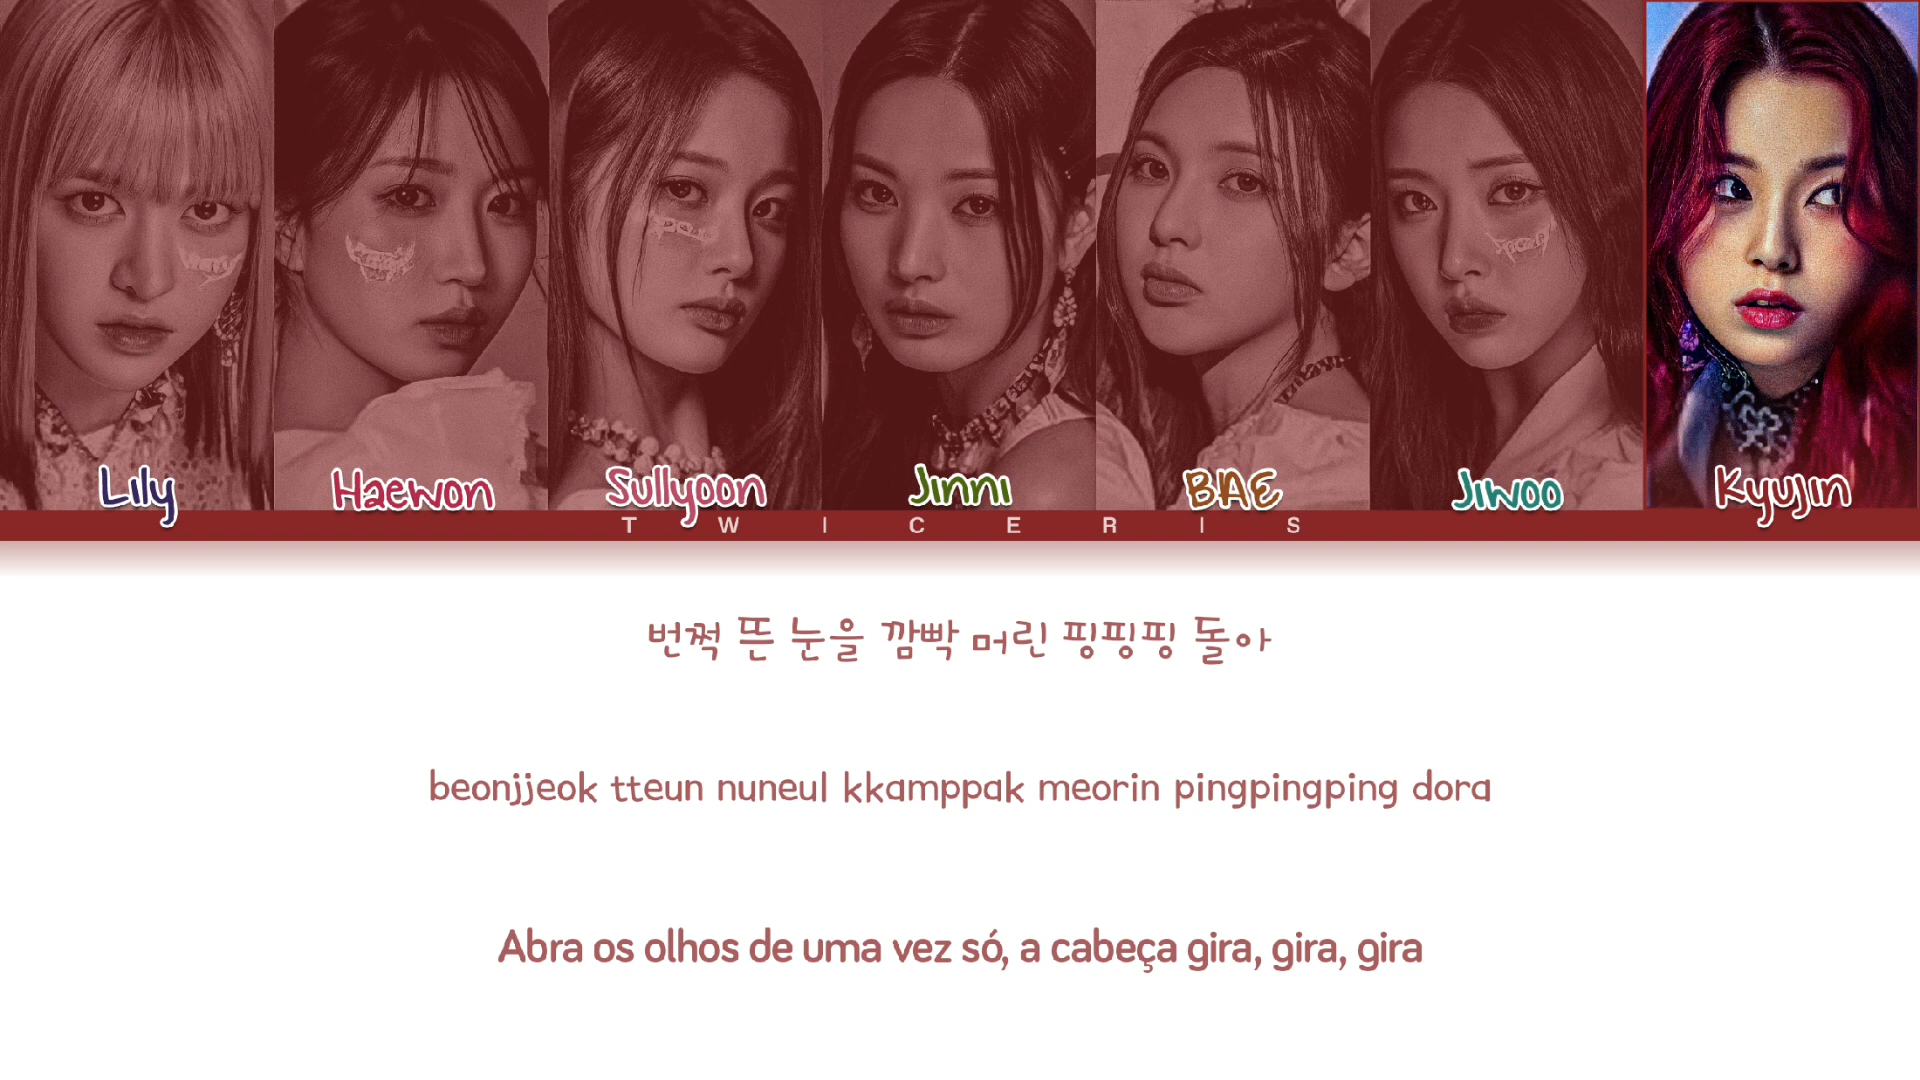 Lily Haewon Sullyoon Jinni BAE Jiwoo Kyujin
TWICERIS
번쩍 뜬 눈을 깜빡 머린 핑핑핑 돌아
beonjjeok tteun nuneul kkamppak meorin pingpingping dora
Abra os olhos de uma vez só, a cabeça gira, gira, gira